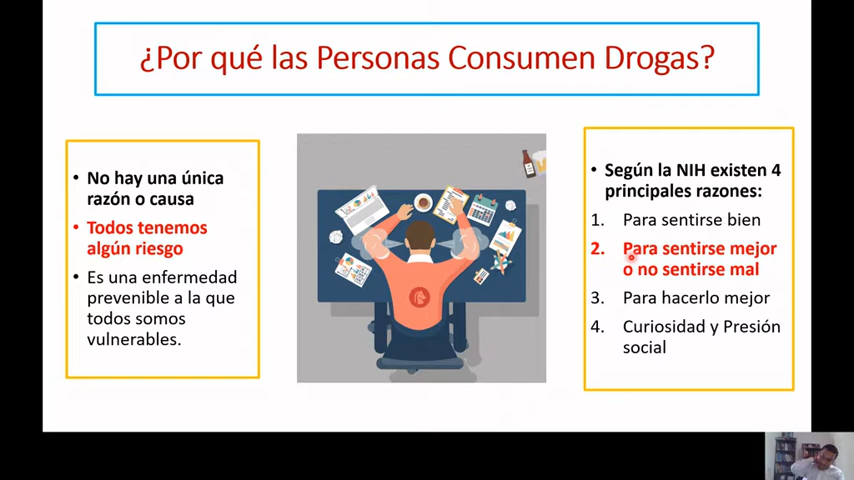 ¿Por qué las Personas Consumen Drogas?
• No hay una única
razón o causa
• Todos tenemos
algún riesgo
• Es una enfermedad
prevenible a la que
todos somos
vulnerables.
• Según la NIH existen 4
principales razones:
1. Para sentirse bien
2. Para sentirse mejor
o no sentirse mal
3. Para hacerlo mejor
4. Curiosidad y Presión
social